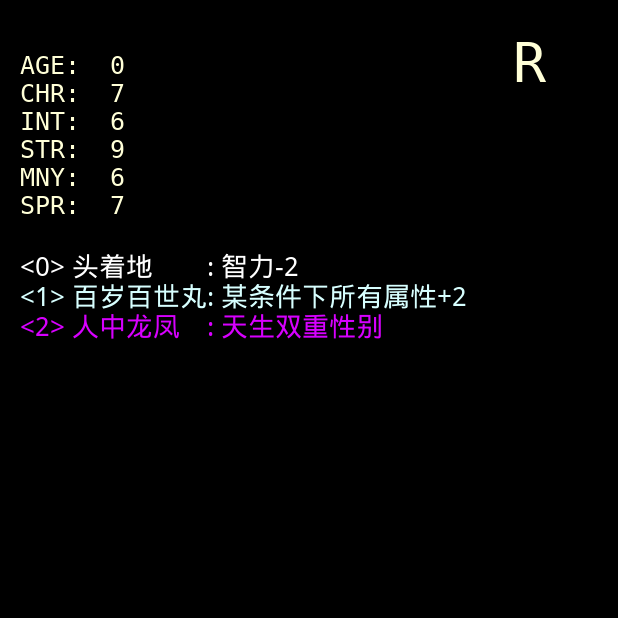 R
AGE: 0
CHR: 7
INT: 6
STR: 9
MNY: 6
SPR: 7
<0> 头着地 : 智力-2
<1> 百岁百世丸: 某条件下所有属性+2
<2> 人中龙凤 : 天生双重性别